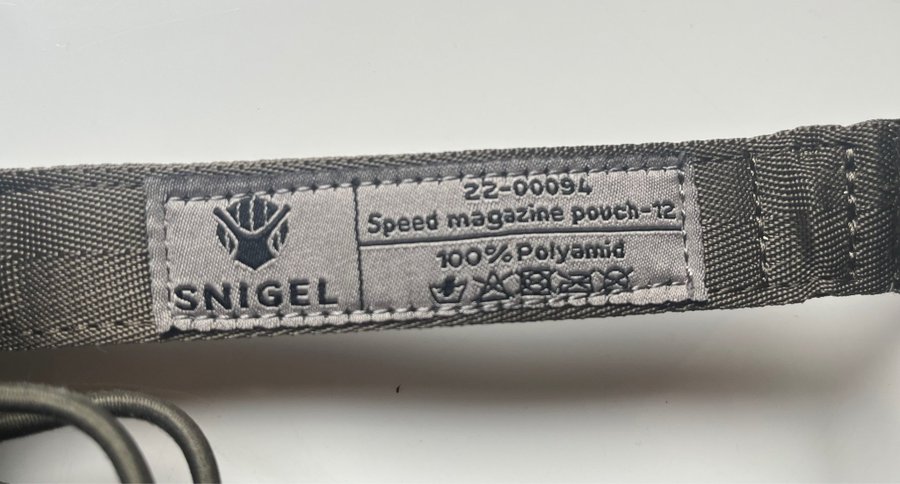 SNIGEL
22-00094
Speed magazine pouch-12
100% Polyamid